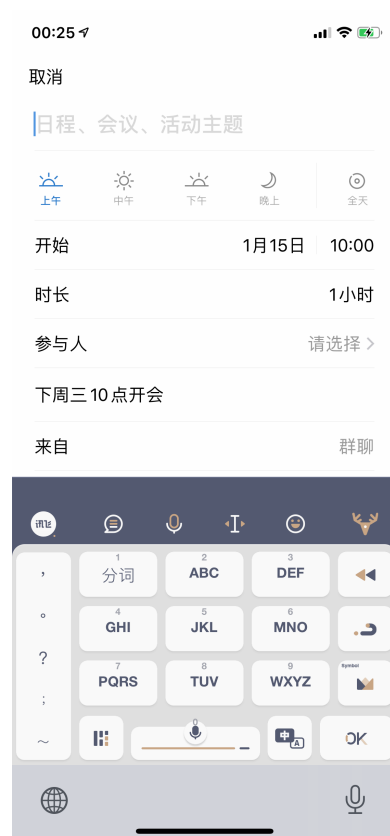 00:25
取消
日程、会议、活动主题
上午 中午 下午 晚上 全天
开始 1月15日 10:00
时长 1小时
参与人 请选择
下周三10点开会
来自 群聊
讯飞
， 1 分词 2 ABC 3 DEF
。 4 GHI 5 JKL 6 MNO
? 7 PQRS 8 TUV 9 WXYZ Symbol
;
～ 0 中 A OK